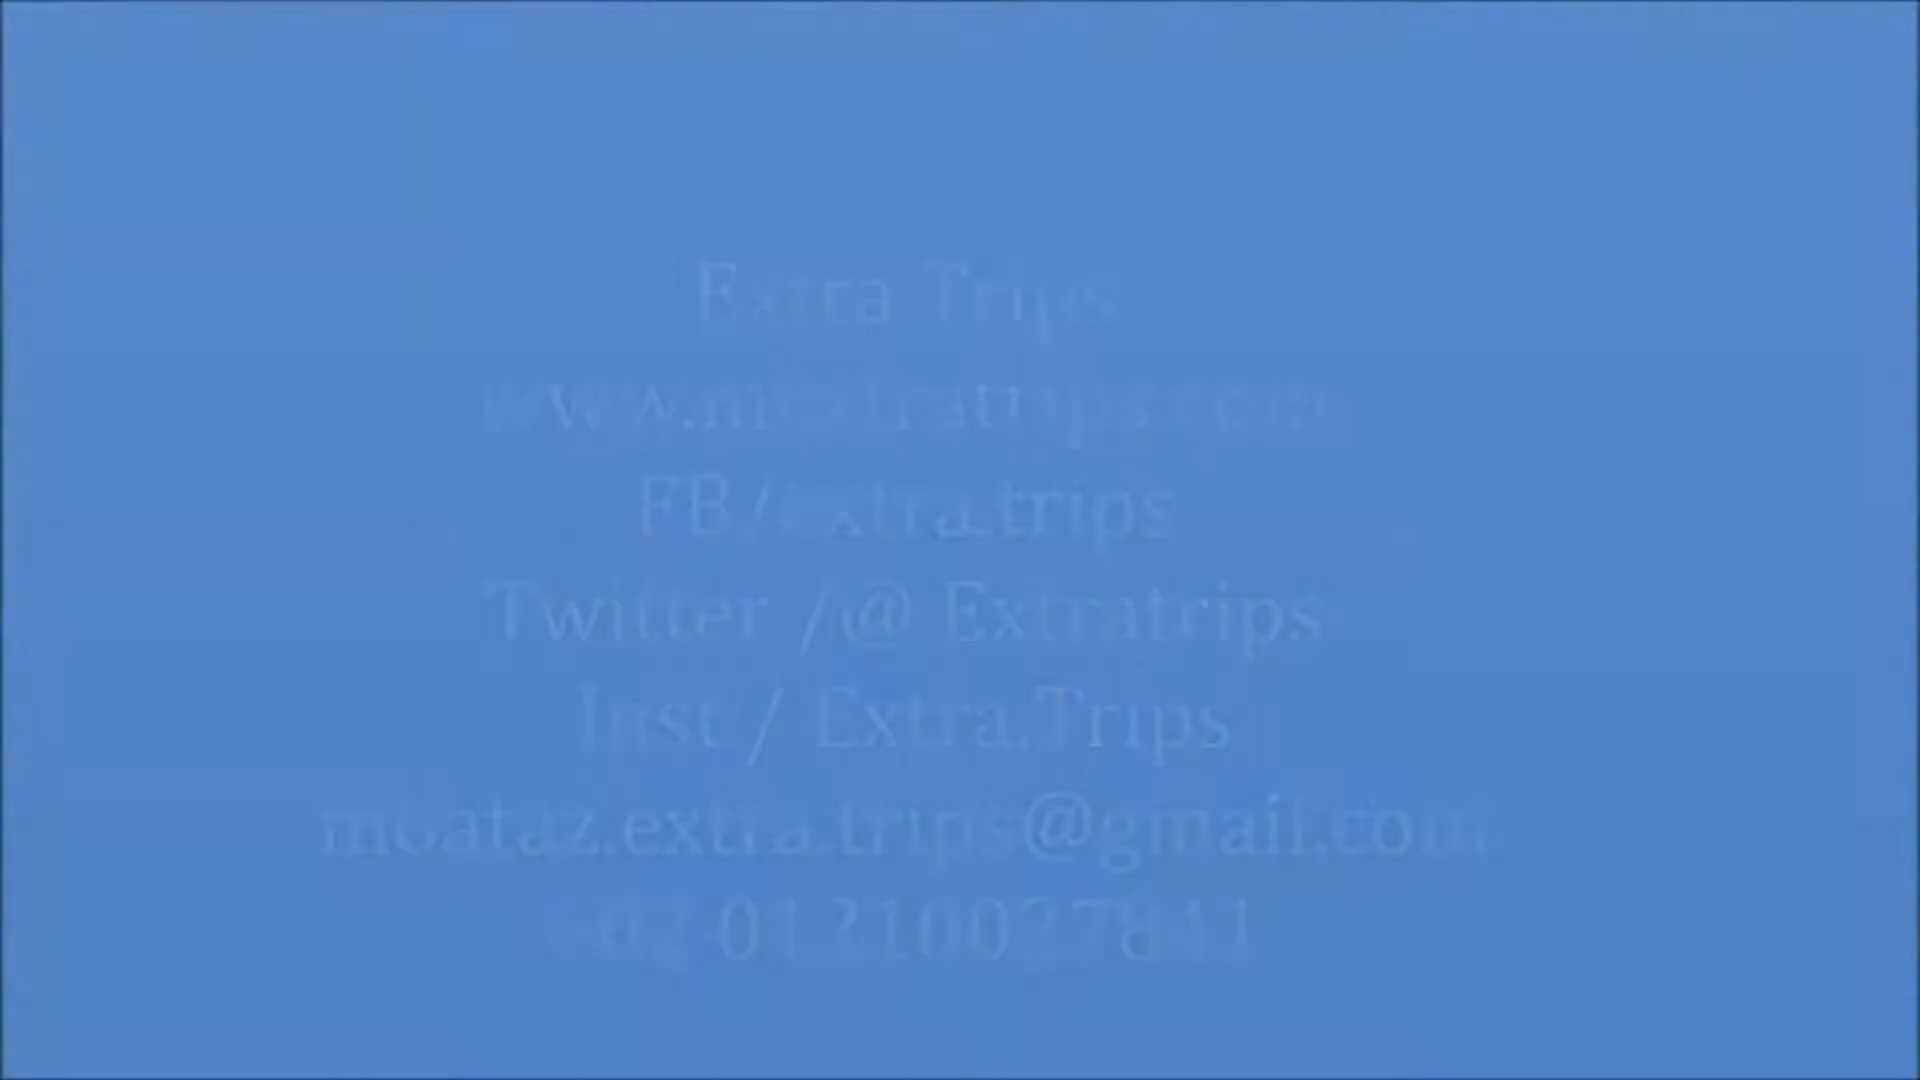 Extra Trips
FB/extra.trips
Twitter /@ Extratrips
Inst / Extra.Trips
moataz.extra.trips@gmail.com
+02 01210027841